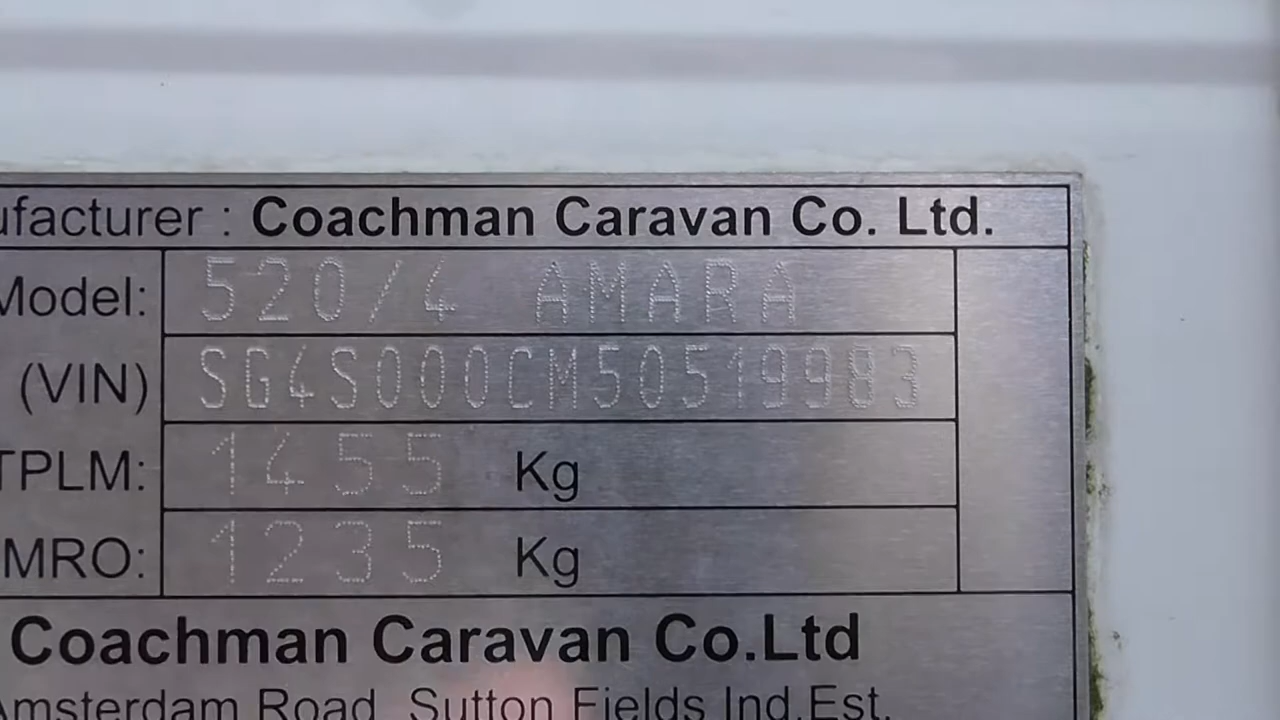 ufacturer : Coachman Caravan Co. Ltd.
Model: 520/4 AMARA
(VIN) SG4S000CM50519983
TPLM: 1455 Kg
MRO: 1235 Kg
Coachman Caravan Co.Ltd
Amsterdam Road, Sutton Fields Ind.Est.